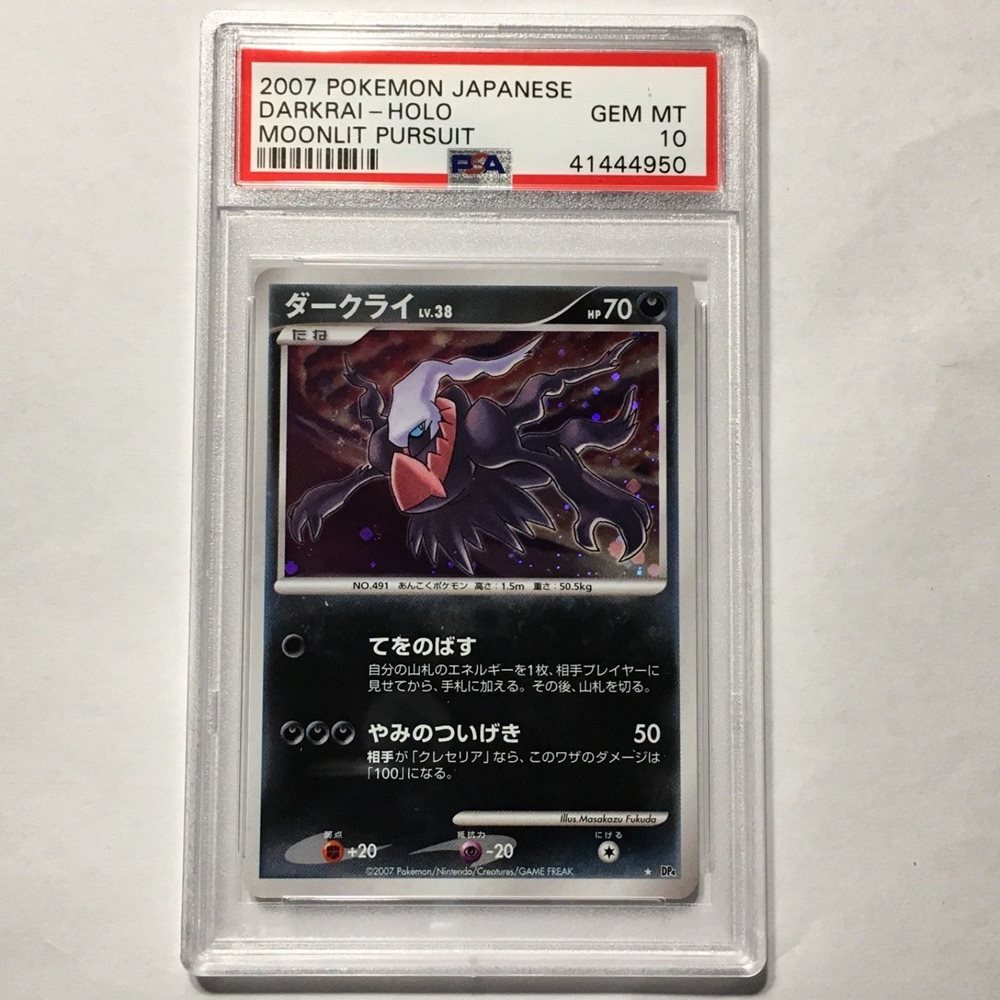 2007 POKEMON JAPANESE
DARKRAI-HOLO GEM MT
MOONLIT PURSUIT 10
PSA 41444950
ダークライ LV.38 HP70
たね
NO.491 あんこくポケモン 高さ：1.5m 重さ：50.5kg
てをのばす
自分の山札のエネルギーを1枚、相手プレイヤーに
見せてから、手札に加える。その後、山札を切る。
やみのついげき 50
相手が「クレセリア」なら、このワザのダメージは
「100」になる。
Illus. Masakazu Fukuda
弱点 抵抗力 にげる
+20 -20
©2007 Pokémon/Nintendo/Creatures/GAME FREAK ★ DP4